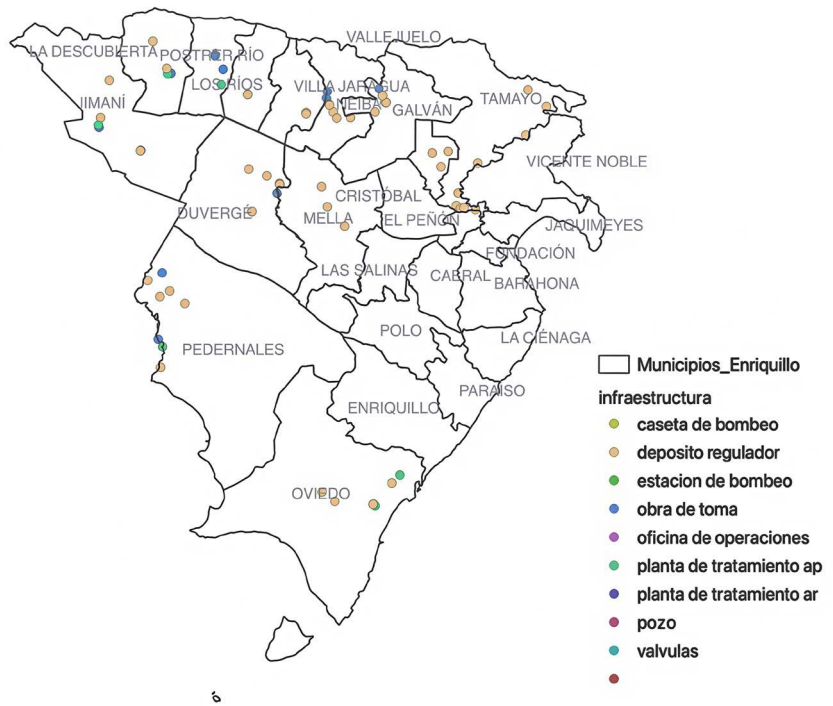 VALLEJUELO
LA DESCUBIERTA
POSTRER RÍO
LOS RÍOS
VILLA JARAGUA
JIMANÍ
NEIBA
GALVÁN
TAMAYO
VICENTE NOBLE
CRISTÓBAL
DUVERGÉ
MELLA
EL PEÑÓN
JAQUIMEYES
FUNDACIÓN
LAS SALINAS
CABRAL
BARAHONA
POLO
LA CIÉNAGA
PEDERNALES
PARAÍSO
ENRIQUILLO
OVIEDO
Municipios_Enriquillo
infraestructura
caseta de bombeo
deposito regulador
estacion de bombeo
obra de toma
oficina de operaciones
planta de tratamiento ap
planta de tratamiento ar
pozo
valvulas